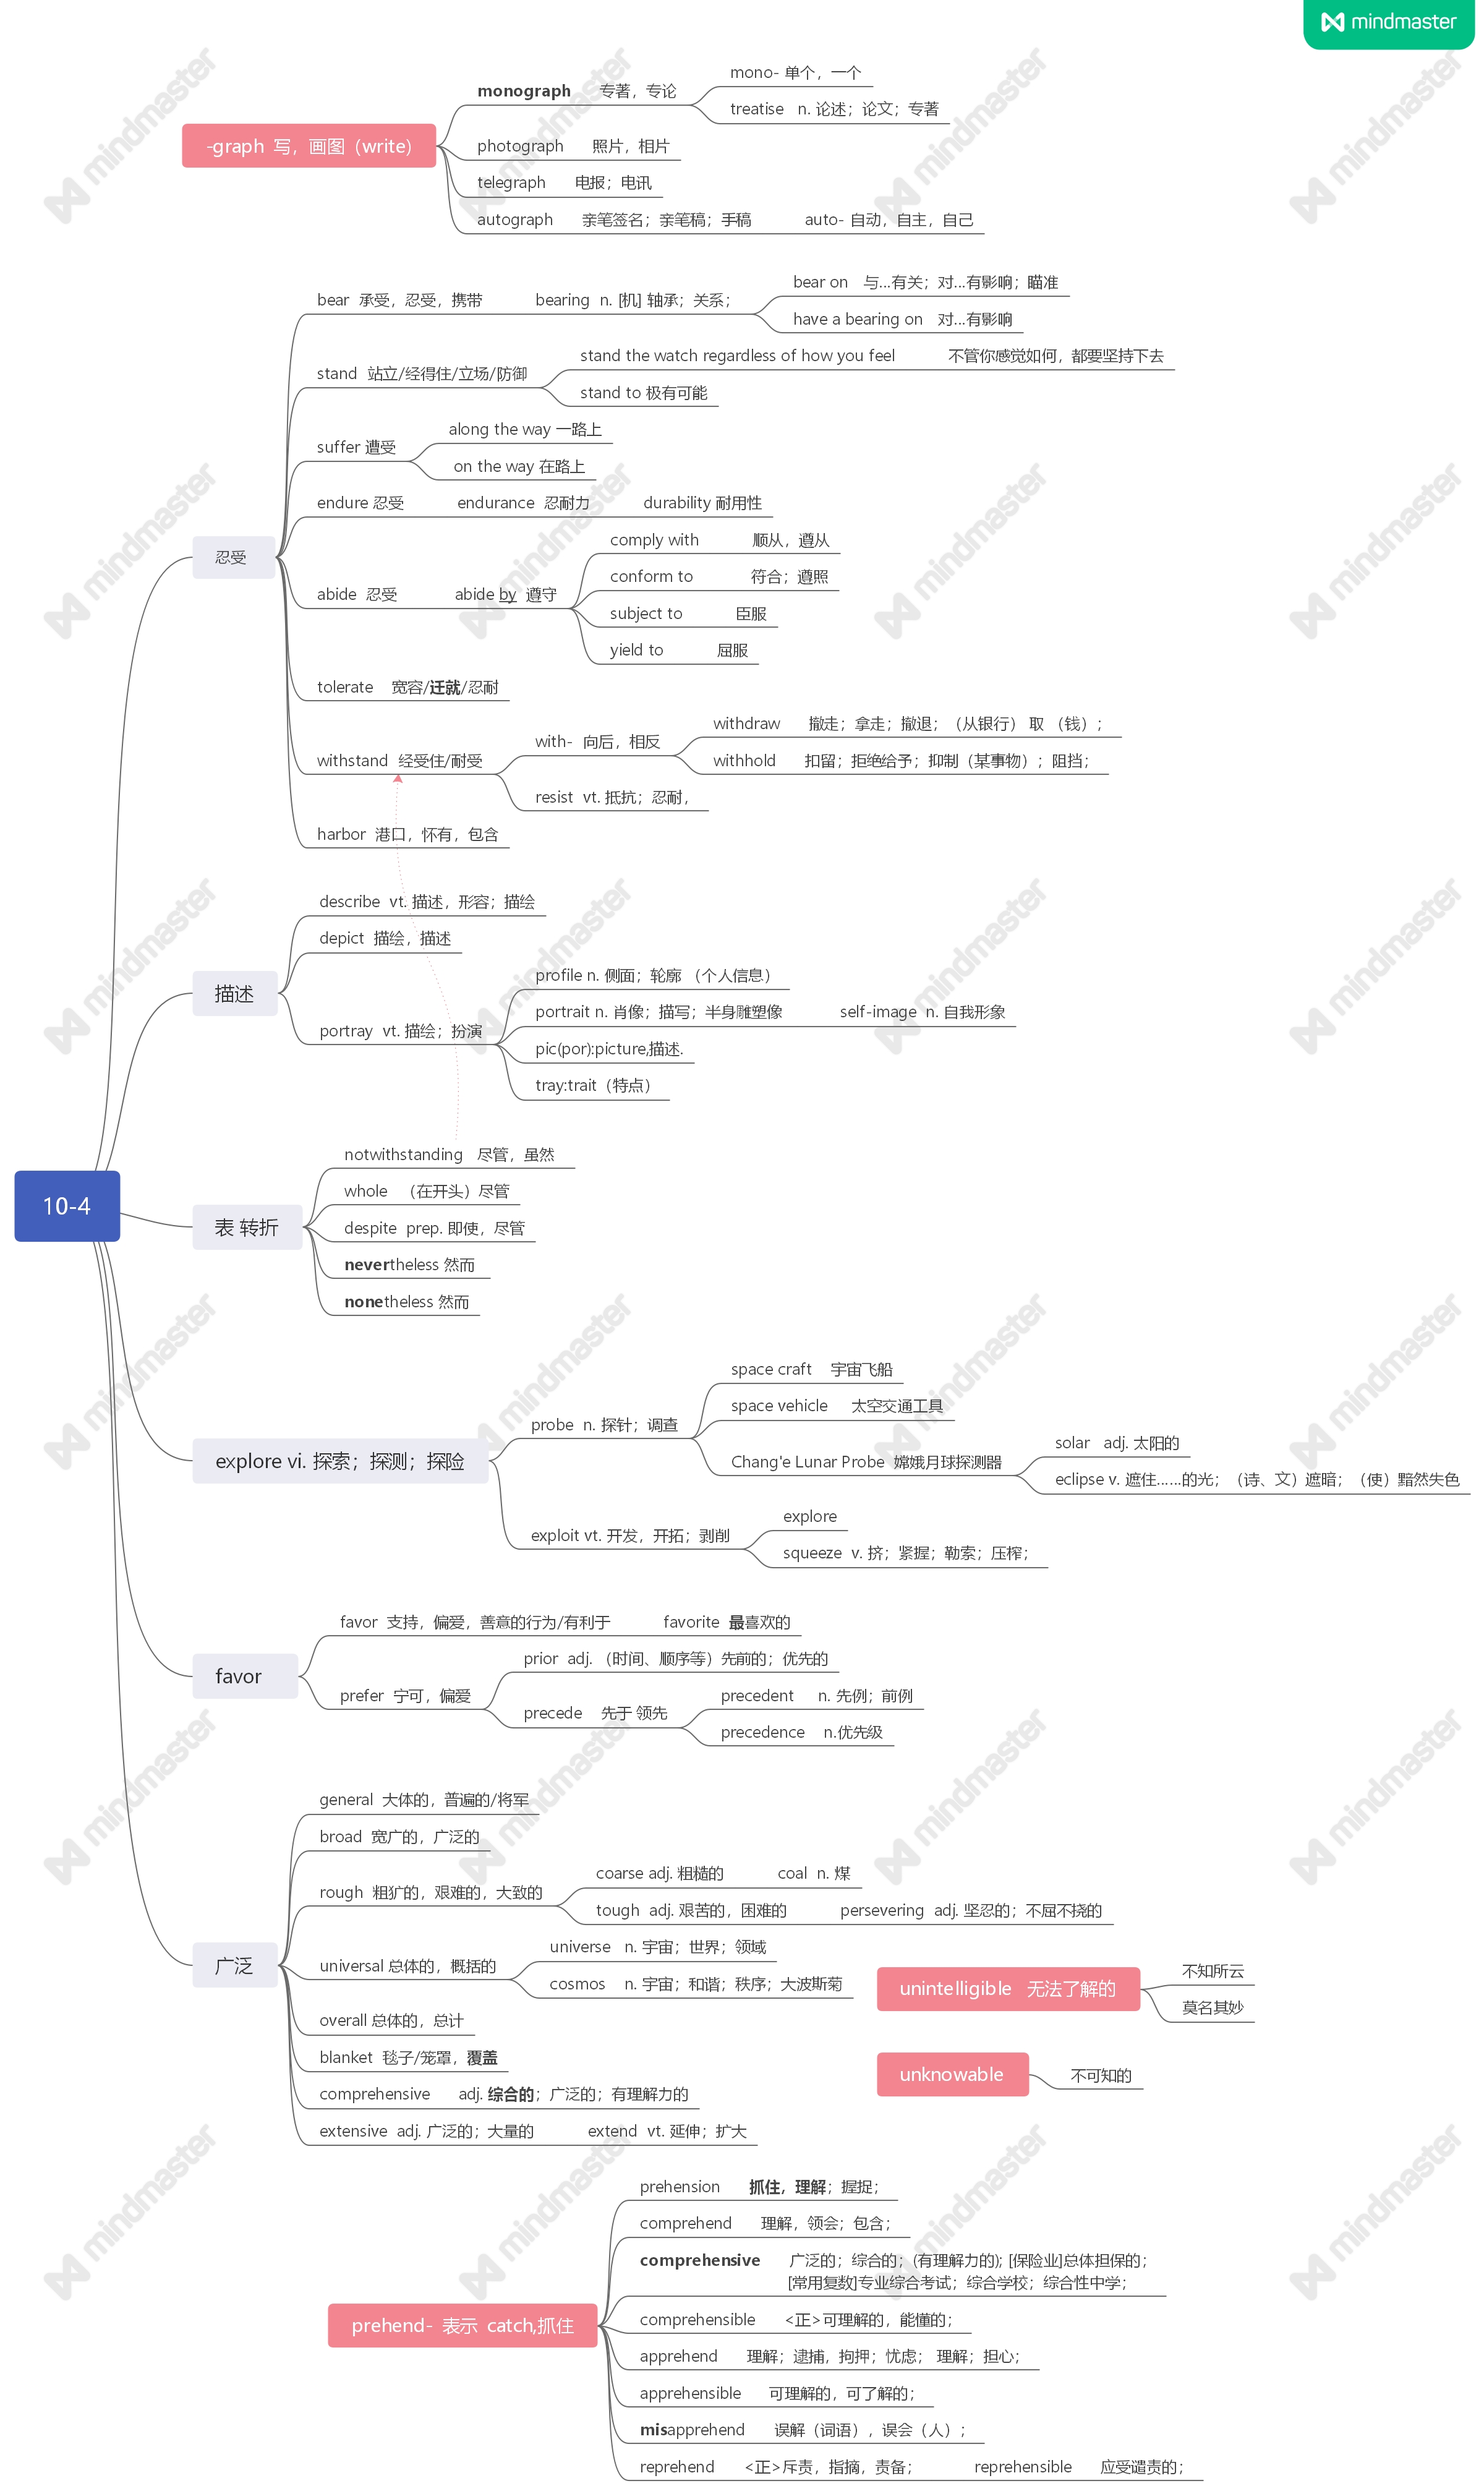 mindmaster
-graph 写，画图（write）
monograph 专著，专论
mono- 单个，一个
treatise n. 论述；论文；专著
photograph 照片，相片
telegraph 电报；电讯
autograph 亲笔签名；亲笔稿；手稿 auto- 自动，自主，自己
10-4
忍受
bear 承受，忍受，携带 bearing n. [机] 轴承；关系；
bear on 与...有关；对...有影响；瞄准
have a bearing on 对...有影响
stand 站立/经得住/立场/防御
stand the watch regardless of how you feel 不管你感觉如何，都要坚持下去
stand to 极有可能
suffer 遭受
along the way 一路上
on the way 在路上
endure 忍受 endurance 忍耐力 durability 耐用性
abide 忍受 abide by 遵守
comply with 顺从，遵从
conform to 符合；遵照
subject to 臣服
yield to 屈服
tolerate 宽容/迁就/忍耐
withstand 经受住/耐受
with- 向后，相反
withdraw 撤走；拿走；撤退；（从银行） 取 （钱）；
withhold 扣留；拒绝给予；抑制（某事物）；阻挡；
resist vt. 抵抗；忍耐，
harbor 港口，怀有，包含
描述
describe vt. 描述，形容；描绘
depict 描绘，描述
portray vt. 描绘；扮演
profile n. 侧面；轮廓 （个人信息）
portrait n. 肖像；描写；半身雕塑像 self-image n. 自我形象
pic(por):picture,描述.
tray:trait（特点）
表 转折
notwithstanding 尽管，虽然
whole （在开头）尽管
despite prep. 即使，尽管
nevertheless 然而
nonetheless 然而
explore vi. 探索；探测；探险
probe n. 探针；调查
space craft 宇宙飞船
space vehicle 太空交通工具
Chang'e Lunar Probe 嫦娥月球探测器
solar adj. 太阳的
eclipse v. 遮住……的光；（诗、文）遮暗；（使）黯然失色
exploit vt. 开发，开拓；剥削
explore
squeeze v. 挤；紧握；勒索；压榨；
favor
favor 支持，偏爱，善意的行为/有利于 favorite 最喜欢的
prefer 宁可，偏爱
prior adj. （时间、顺序等）先前的；优先的
precede 先于 领先
precedent n. 先例；前例
precedence n.优先级
广泛
general 大体的，普遍的/将军
broad 宽广的，广泛的
rough 粗犷的，艰难的，大致的
coarse adj. 粗糙的 coal n. 煤
tough adj. 艰苦的，困难的 persevering adj. 坚忍的；不屈不挠的
universal 总体的，概括的
universe n. 宇宙；世界；领域
cosmos n. 宇宙；和谐；秩序；大波斯菊
overall 总体的，总计
blanket 毯子/笼罩，覆盖
comprehensive adj. 综合的；广泛的；有理解力的
extensive adj. 广泛的；大量的 extend vt. 延伸；扩大
unintelligible 无法了解的
不知所云
莫名其妙
unknowable
不可知的
prehend- 表示 catch,抓住
prehension 抓住，理解；握捉；
comprehend 理解，领会；包含；
comprehensive 广泛的；综合的；(有理解力的); [保险业]总体担保的；
[常用复数]专业综合考试；综合学校；综合性中学；
comprehensible <正>可理解的，能懂的；
apprehend 理解；逮捕，拘押；忧虑； 理解；担心；
apprehensible 可理解的，可了解的；
misapprehend 误解（词语），误会（人）；
reprehend <正>斥责，指摘，责备； reprehensible 应受谴责的；